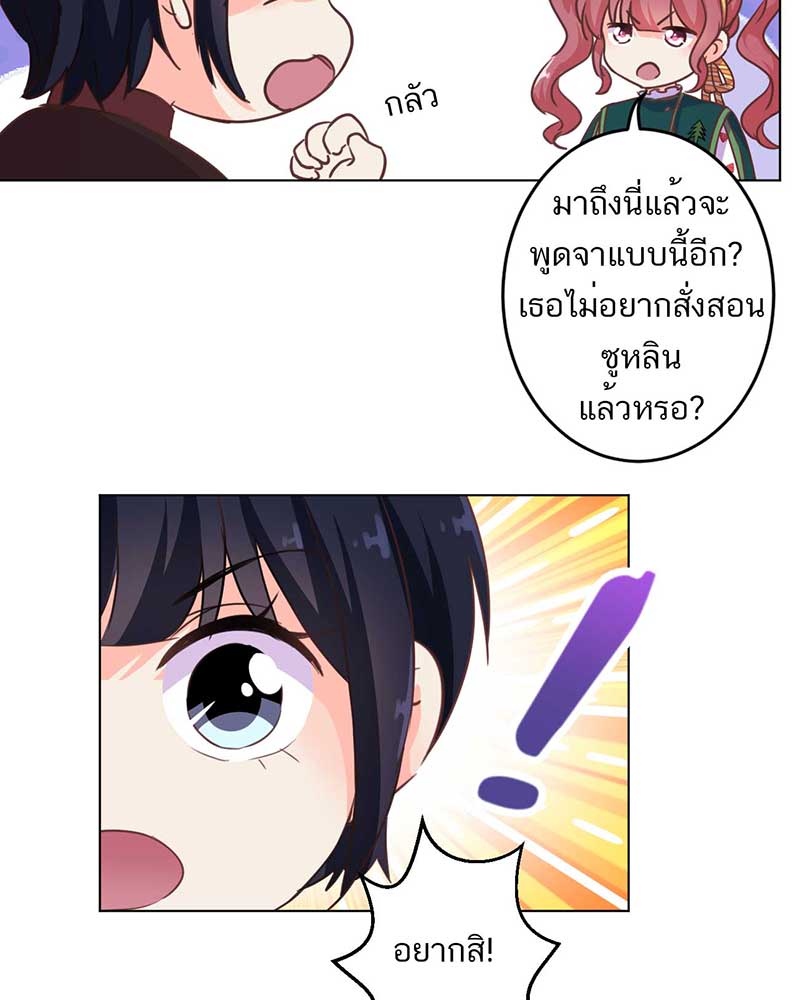 กลัว
มาถึงนี่แล้วจะ
พูดจาแบบนี้อีก?
เธอไม่อยากสั่งสอน
ซูหลิน
แล้วหรอ?
!
อยากสิ!